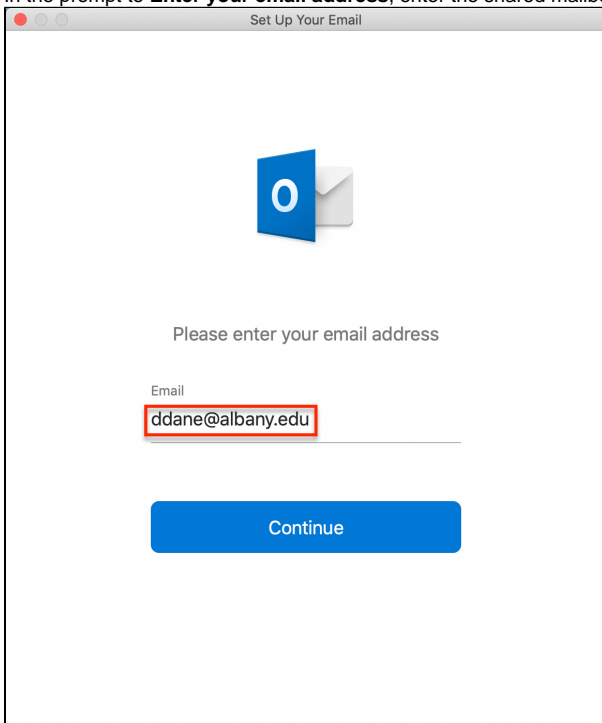 in the prompt to Enter your email address, enter the shared mailbo
Set Up Your Email
O
Please enter your email address
Email
ddane@albany.edu
Continue